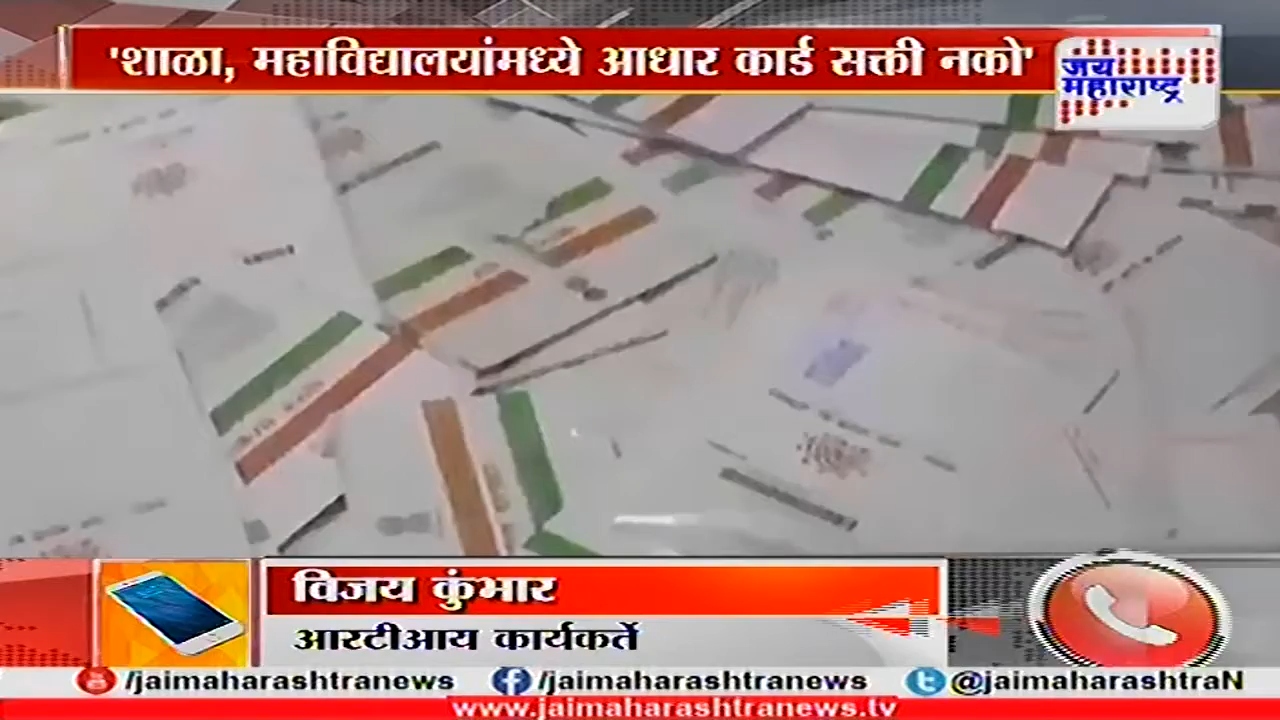 'शाळा, महाविद्यालयांमध्ये आधार कार्ड सक्ती नको'
जय
महाराष्ट्र
विजय कुंभार
आरटीआय कार्यकर्ते
/jaimaharashtranews
/jaimaharashtranews
@jaimaharashtraN
www.jaimaharashtranews.tv